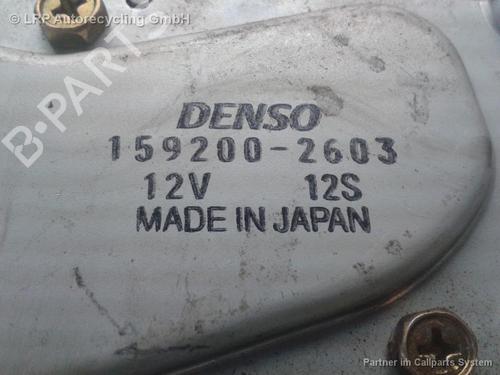 © LRP Autorecycling GmbH
B-PARTS
DENSO
159200-2603
12V 12S
MADE IN JAPAN
Partner im Callparts System